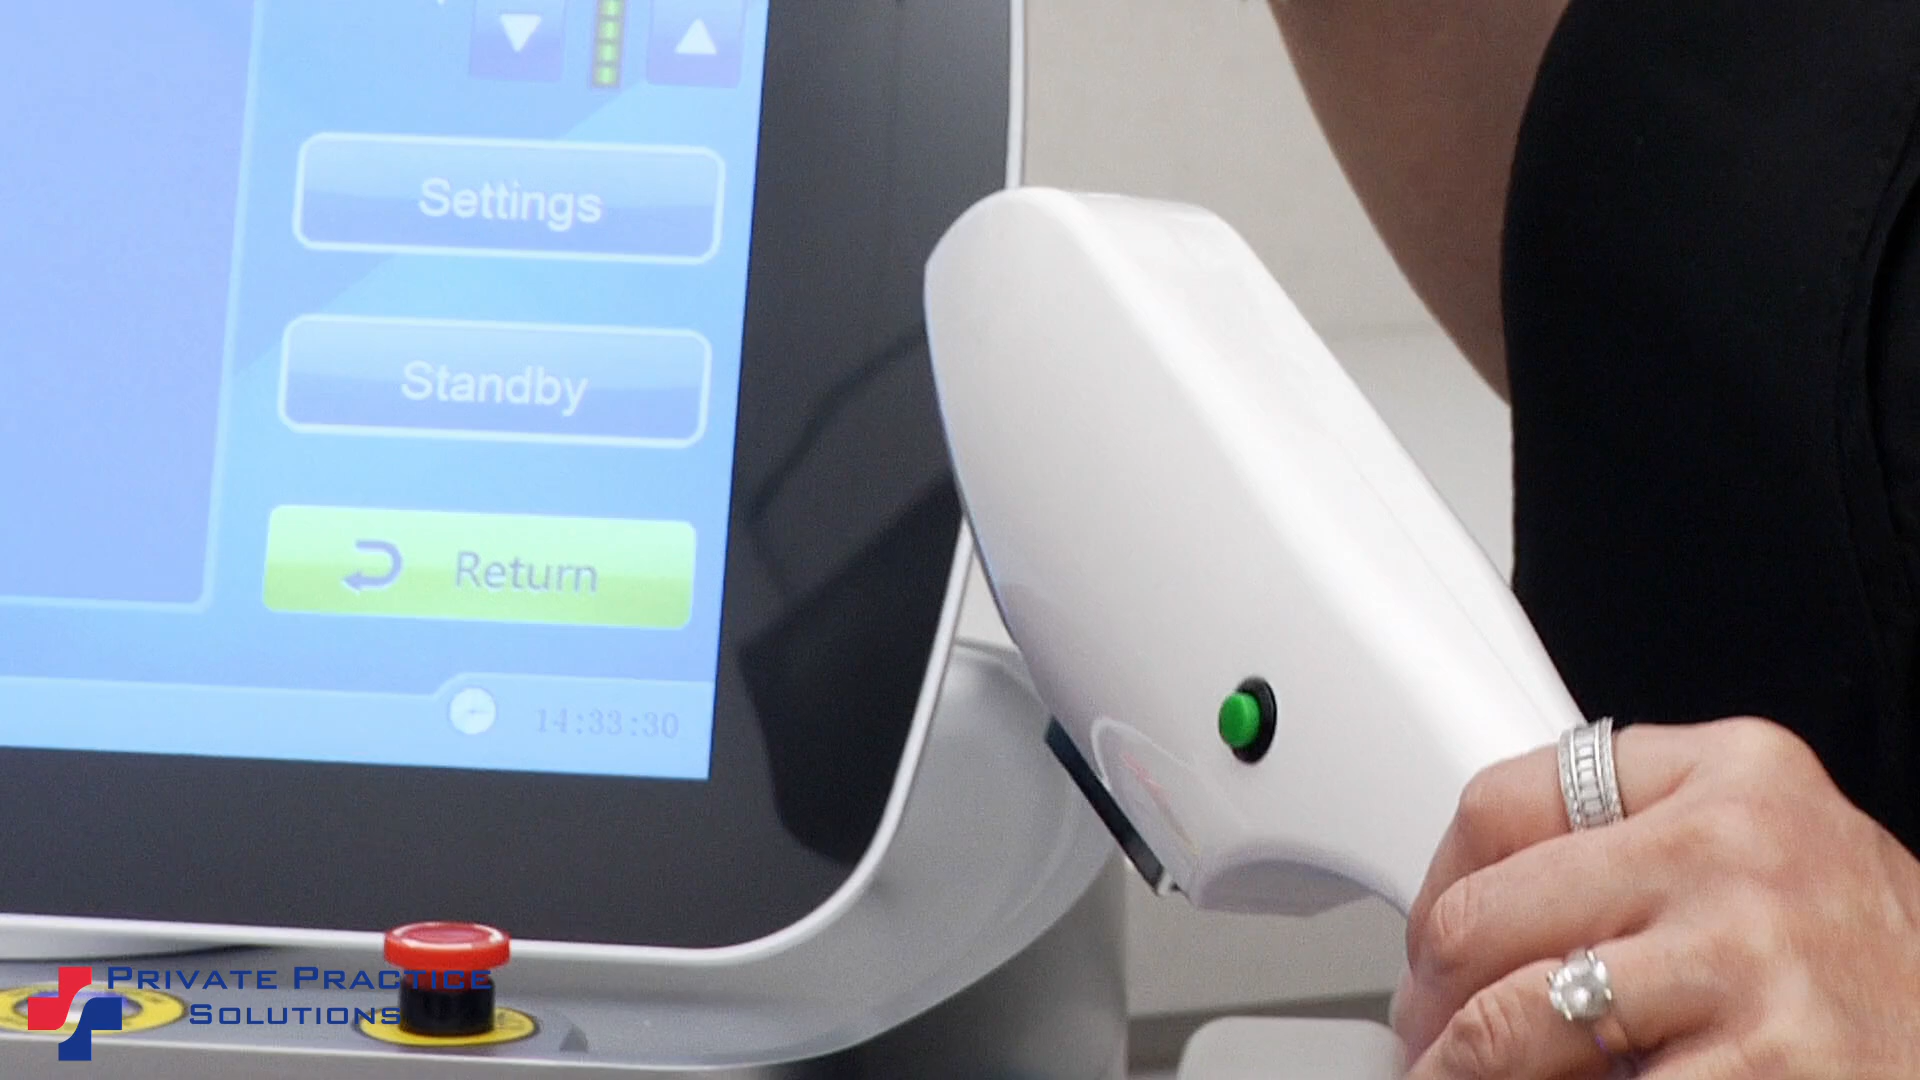 Settings
Standby
Return
14:33:30
PRIVATE PRACTICE
SOLUTIONS